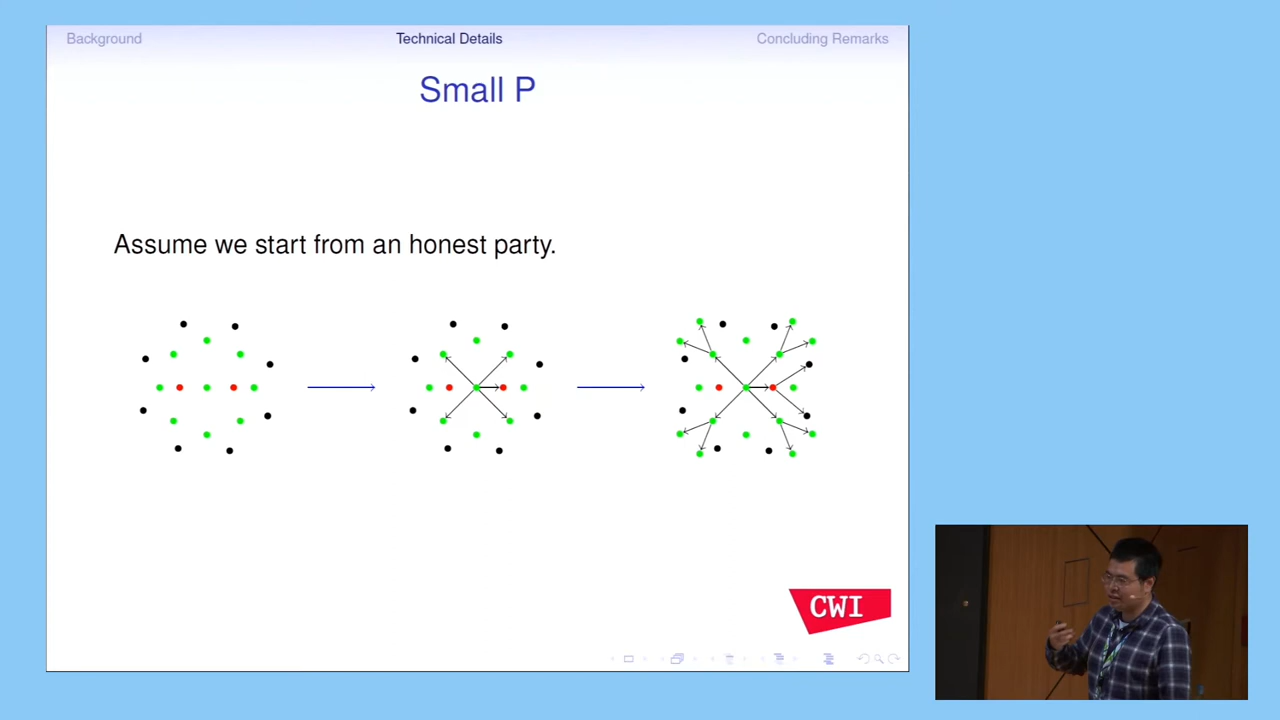 Background
Technical Details
Concluding Remarks
Small P
Assume we start from an honest party.
CWI